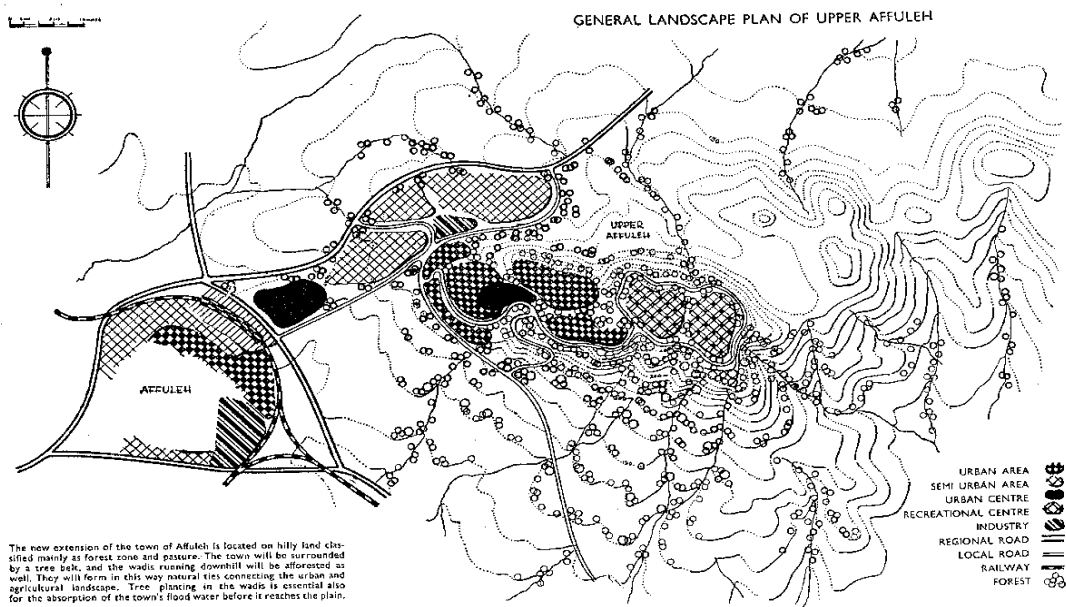 GENERAL LANDSCAPE PLAN OF UPPER AFFULEH
UPPER
AFFULEH
AFFULEH
URBAN AREA
SEMI URBAN AREA
URBAN CENTRE
RECREATIONAL CENTRE
INDUSTRY
REGIONAL ROAD
LOCAL ROAD
RAILWAY
FOREST
The new extension of the town of Affuleh is located on hilly land clas-
sified mainly as forest zone and pasture. The town will be surrounded
by a tree belt, and the wadis running downhill will be afforested as
well. They will form in this way natural ties connecting the urban and
agricultural landscape. Tree planting in the wadis is essential also
for the absorption of the town's flood water before it reaches the plain.